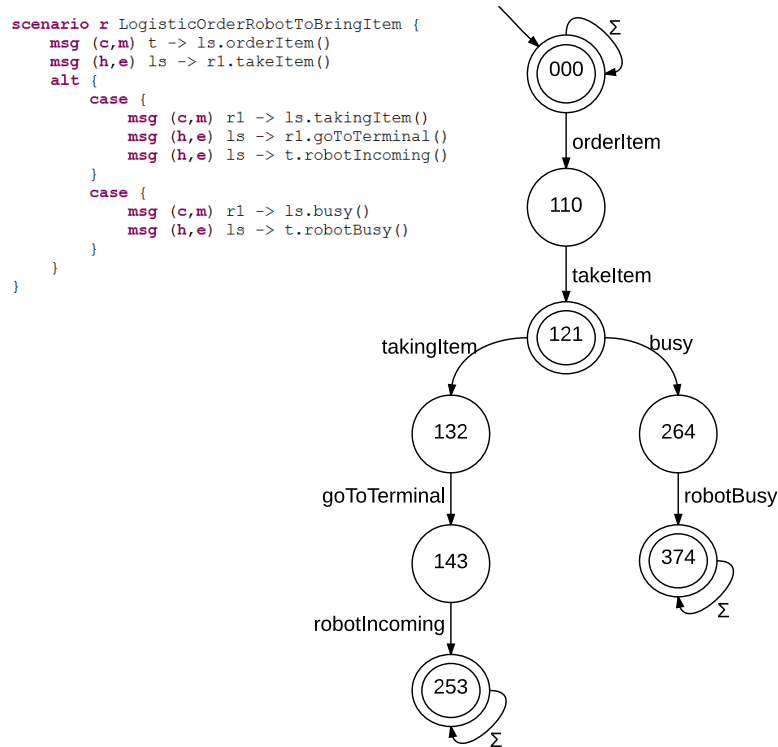 scenario r LogisticOrderRobotToBringItem {
msg (c,m) t -> ls.orderItem()
msg (h,e) ls -> r1.takeItem()
alt {
case {
msg (c,m) r1 -> ls.takingItem()
msg (h,e) ls -> r1.goToTerminal()
msg (h,e) ls -> t.robotIncoming()
}
case {
msg (c,m) r1 -> ls.busy()
msg (h,e) ls -> t.robotBusy()
}
}
}
Σ
000
orderItem
110
takeItem
121
takingItem
busy
132
264
goToTerminal
robotBusy
143
374
Σ
robotIncoming
253
Σ